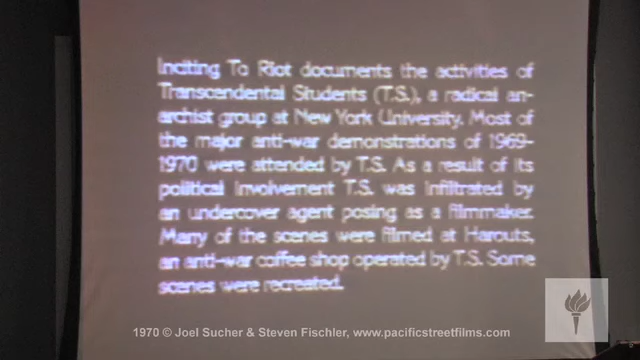 Inciting To Riot documents the activities of
Transcendental Students (T.S.), a radical an-
archist group at New York University. Most of
the major anti-war demonstrations of 1969-
1970 were attended by T.S. As a result of its
political involvement T.S. was infiltrated by
an undercover agent posing as a filmmaker.
Many of the scenes were filmed at Harouts,
an anti-war coffee shop operated by T.S. Some
scenes were recreated.
1970 © Joel Sucher & Steven Fischler, www.pacificstreetfilms.com